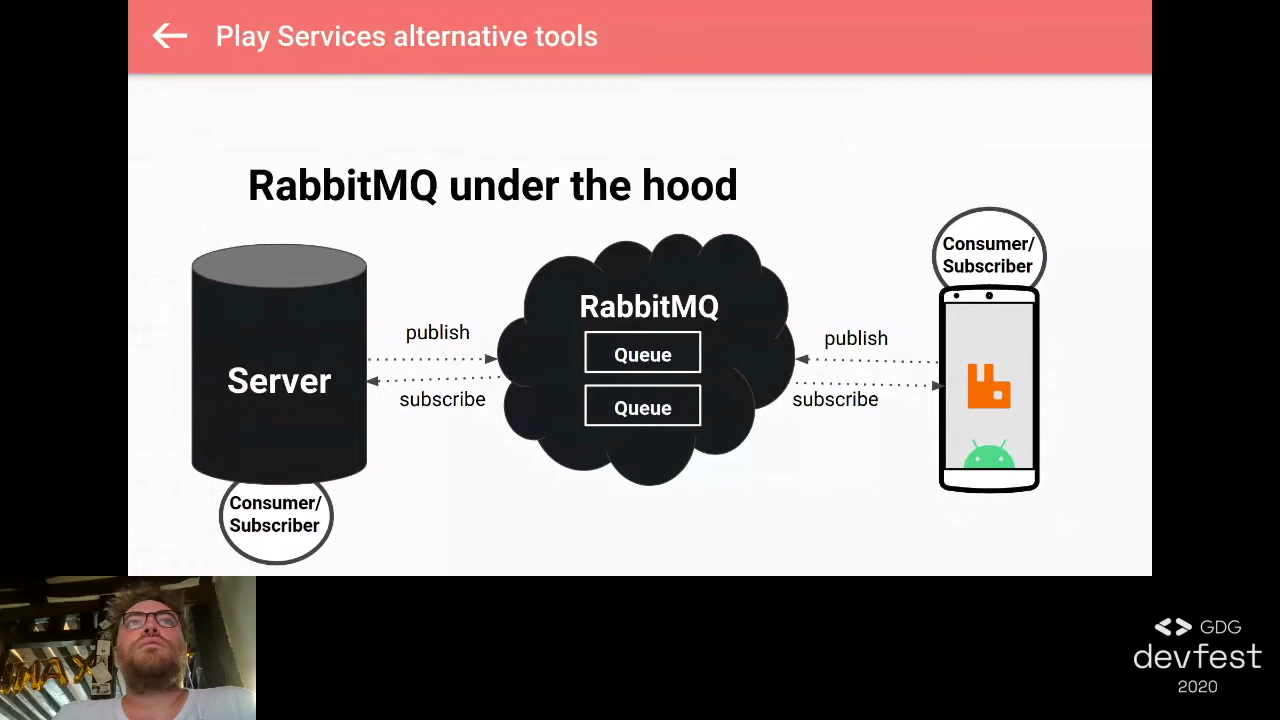 Play Services alternative tools
RabbitMQ under the hood
Consumer/
Subscriber
RabbitMQ
publish
publish
Queue
Server
subscribe
subscribe
Queue
Consumer/
Subscriber
GDG
devfest
2020